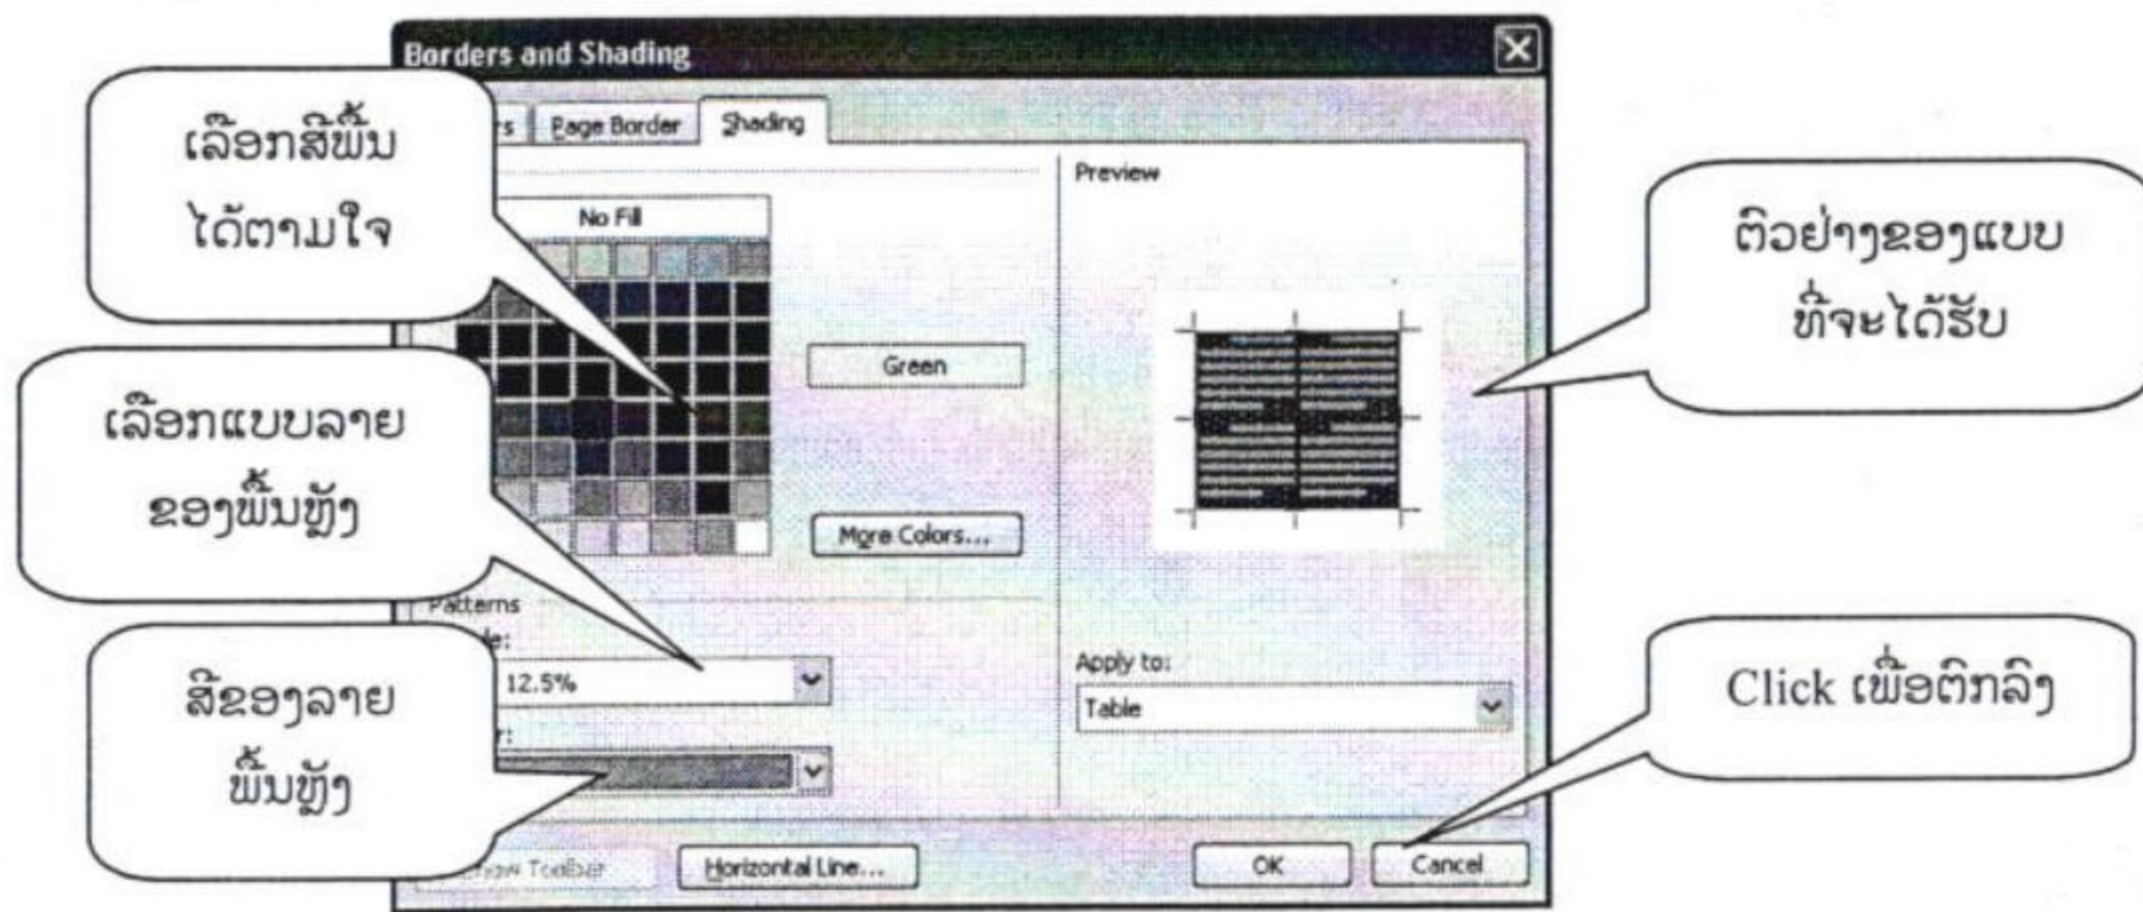 Borders and Shading
Page Border
Shading
ເລືອກສີພື້ນ
ໄດ້ຕາມໃຈ
No Fill
Preview
ຕົວຢ່າງຂອງແບບ
ທີ່ຈະໄດ້ຮັບ
Green
ເລືອກແບບລາຍ
ຂອງພື້ນຫຼັງ
More Colors...
Patterns
12.5%
Apply to:
Table
ສີຂອງລາຍ
ພື້ນຫຼັງ
Click ເພື່ອຕົກລົງ
Toolbar
Horizontal Line...
OK
Cancel